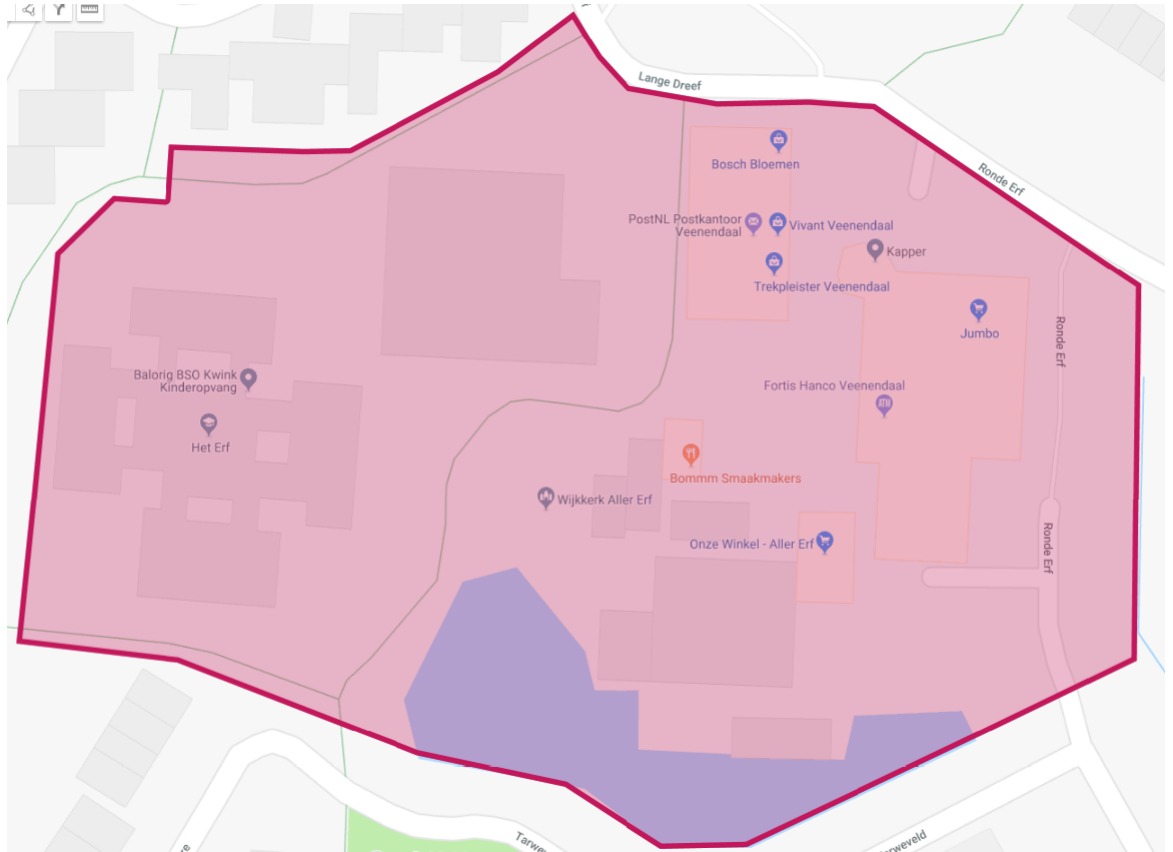 Lange Dreef
Bosch Bloemen
Ronde Erf
PostNL Postkantoor
Veenendaal
Vivant Veenendaal
Kapper
Trekpleister Veenendaal
Jumbo
Ronde Erf
Balorig BSO Kwink
Kinderopvang
Fortis Hanco Veenendaal
ATM
Het Erf
Bommm Smaakmakers
Wijkkerk Aller Erf
Onze Winkel - Aller Erf
Ronde Erf